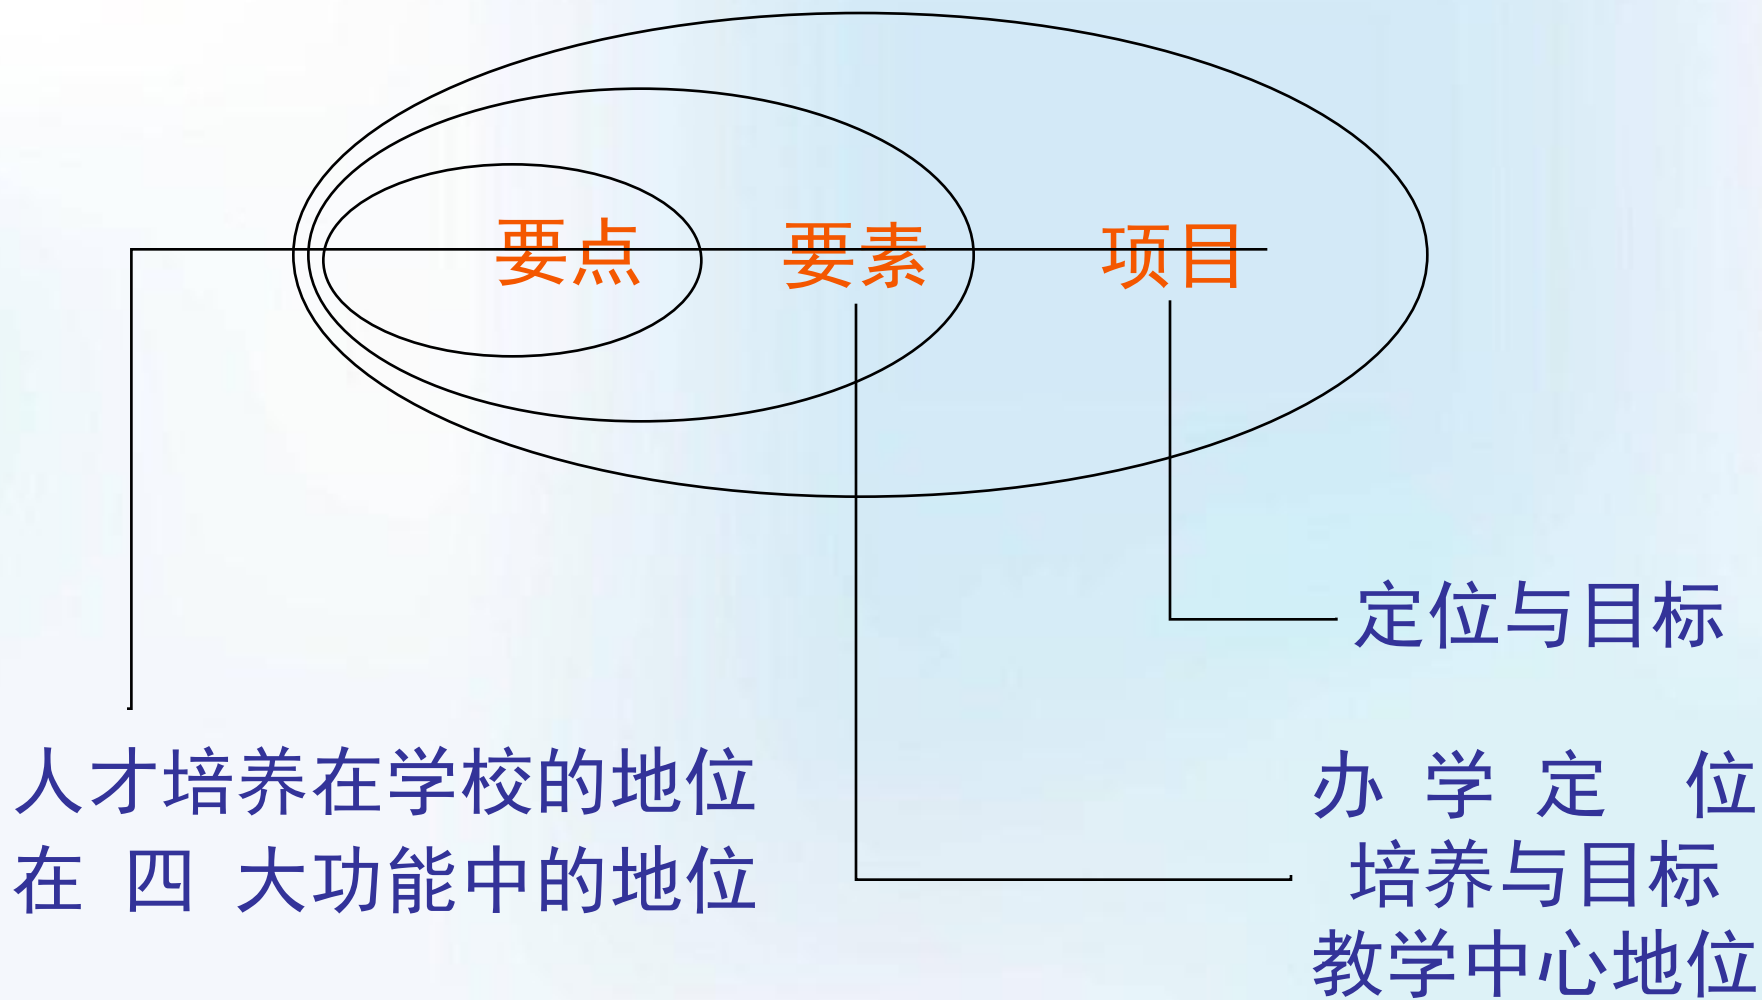 要点 要素 项目
定位与目标
人才培养在学校的地位
在 四 大功能中的地位
办 学 定 位
培养与目标
教学中心地位